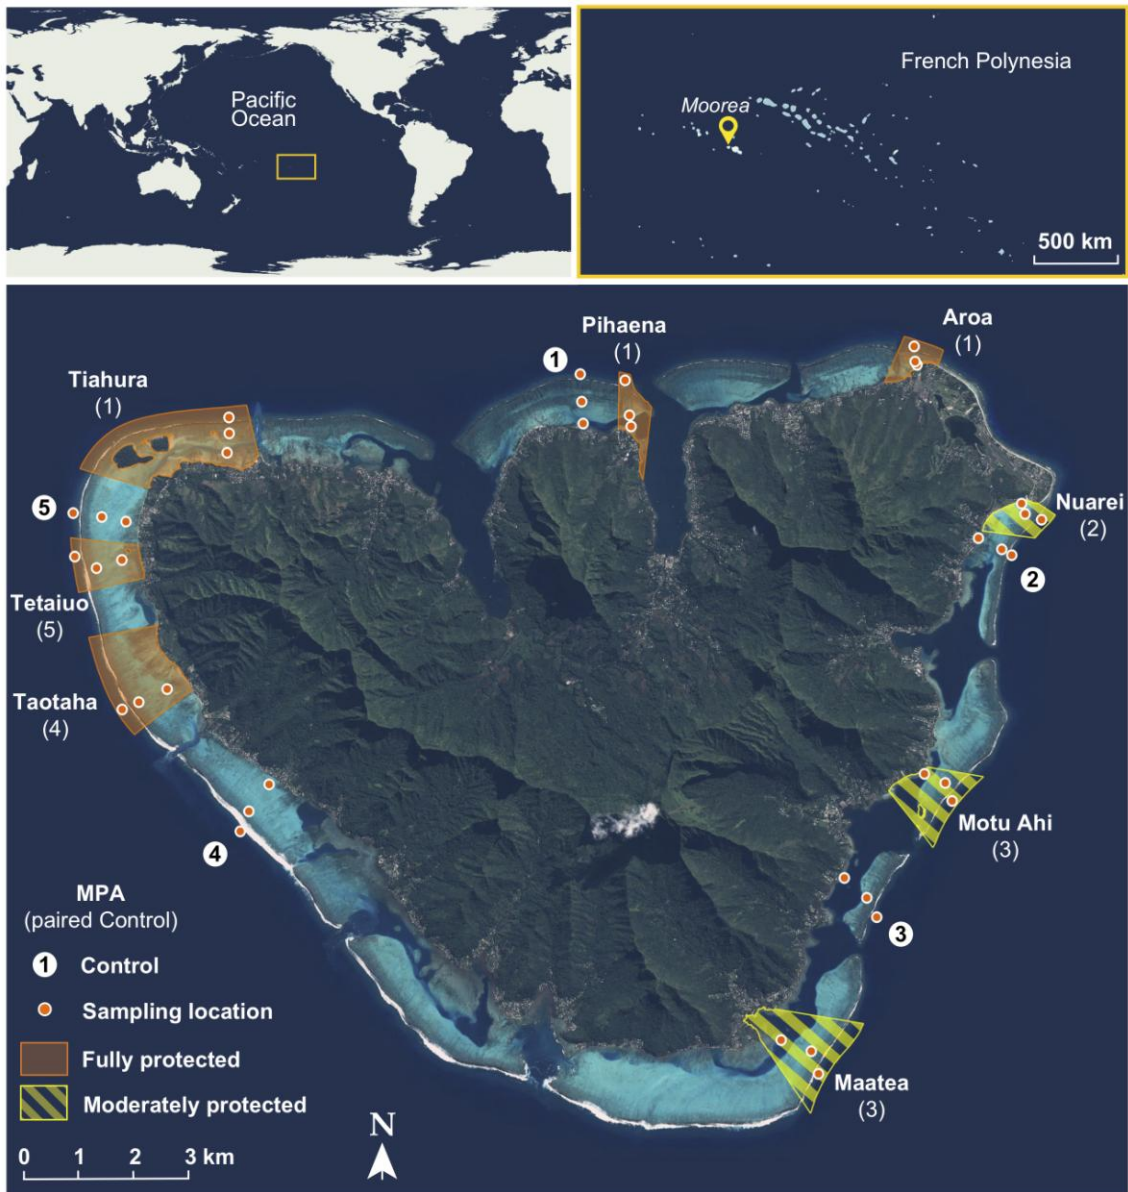 Pacific
Ocean
French Polynesia
Moorea
500 km
Aroa
(1)
Pihaena
(1)
1
Tiahura
(1)
5
Nuarei
(2)
2
Tetaiuo
(5)
Taotaha
(4)
Motu Ahi
(3)
4
3
Maatea
(3)
MPA
(paired Control)
1 Control
Sampling location
Fully protected
Moderately protected
0 1 2 3 km
N